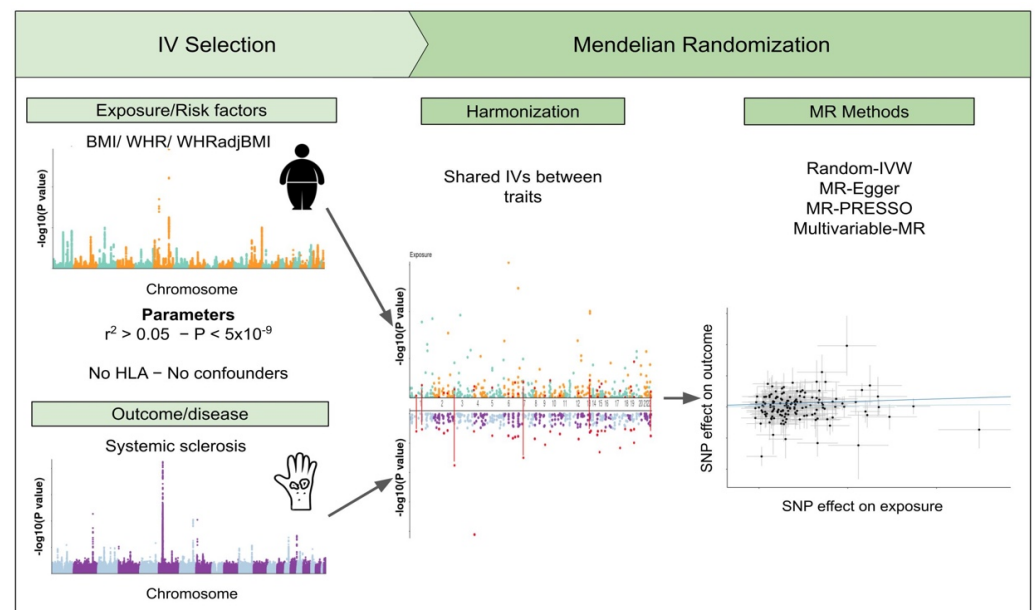 IV Selection
Mendelian Randomization
Exposure/Risk factors
BMI/ WHR/ WHRadjBMI
-log10(P value)
Chromosome
Parameters
r² > 0.05 − P < 5x10⁻⁹
No HLA − No confounders
Outcome/disease
Systemic sclerosis
-log10(P value)
Chromosome
Harmonization
Shared IVs between
traits
Exposure
-log10(P value)
-log10(P value)
MR Methods
Random-IVW
MR-Egger
MR-PRESSO
Multivariable-MR
SNP effect on outcome
SNP effect on exposure